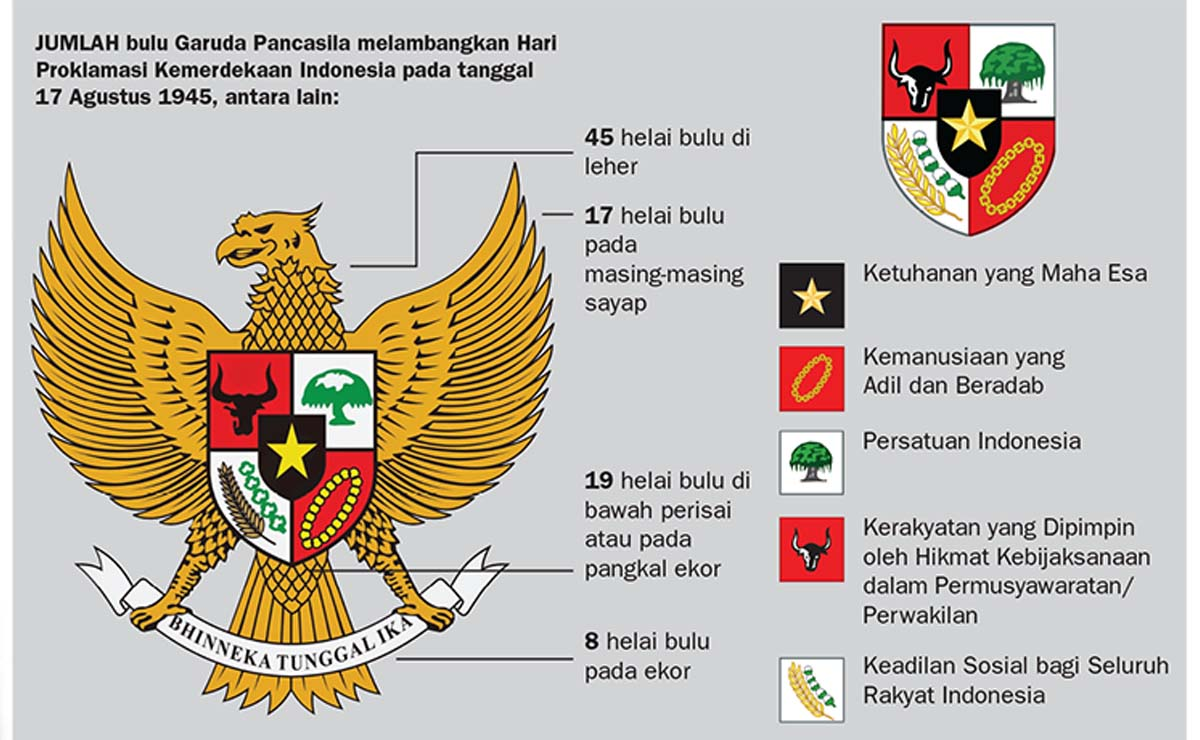 JUMLAH bulu Garuda Pancasila melambangkan Hari
Proklamasi Kemerdekaan Indonesia pada tanggal
17 Agustus 1945, antara lain:
45 helai bulu di
leher
17 helai bulu
pada
masing-masing
sayap
19 helai bulu di
bawah perisai
atau pada
pangkal ekor
8 helai bulu
pada ekor
BHINNEKA TUNGGAL IKA
Ketuhanan yang Maha Esa
Kemanusiaan yang
Adil dan Beradab
Persatuan Indonesia
Kerakyatan yang Dipimpin
oleh Hikmat Kebijaksanaan
dalam Permusyawaratan/
Perwakilan
Keadilan Sosial bagi Seluruh
Rakyat Indonesia